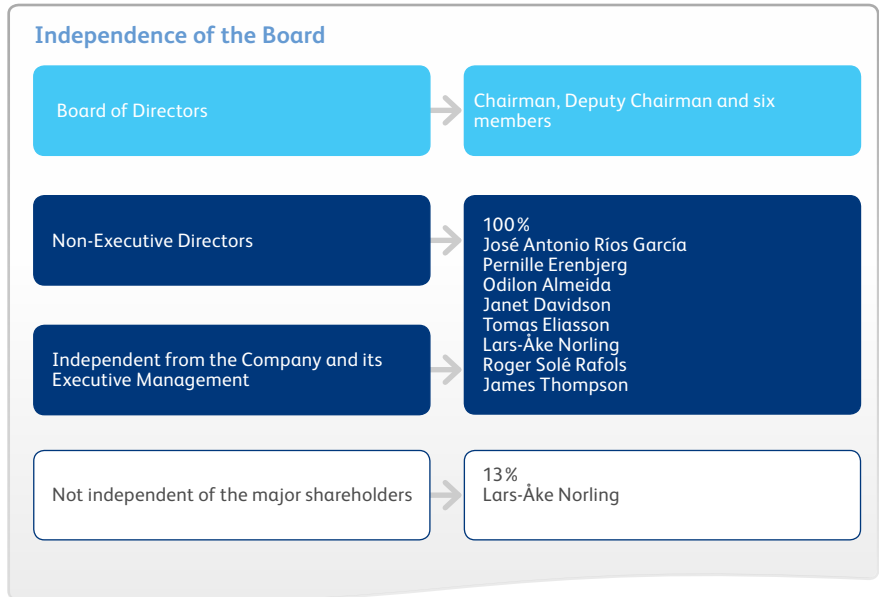 Independence of the Board
Board of Directors
Chairman, Deputy Chairman and six
members
Non-Executive Directors
Independent from the Company and its
Executive Management
100%
José Antonio Ríos García
Pernille Erenbjerg
Odilon Almeida
Janet Davidson
Tomas Eliasson
Lars-Åke Norling
Roger Solé Rafols
James Thompson
Not independent of the major shareholders
13%
Lars-Åke Norling